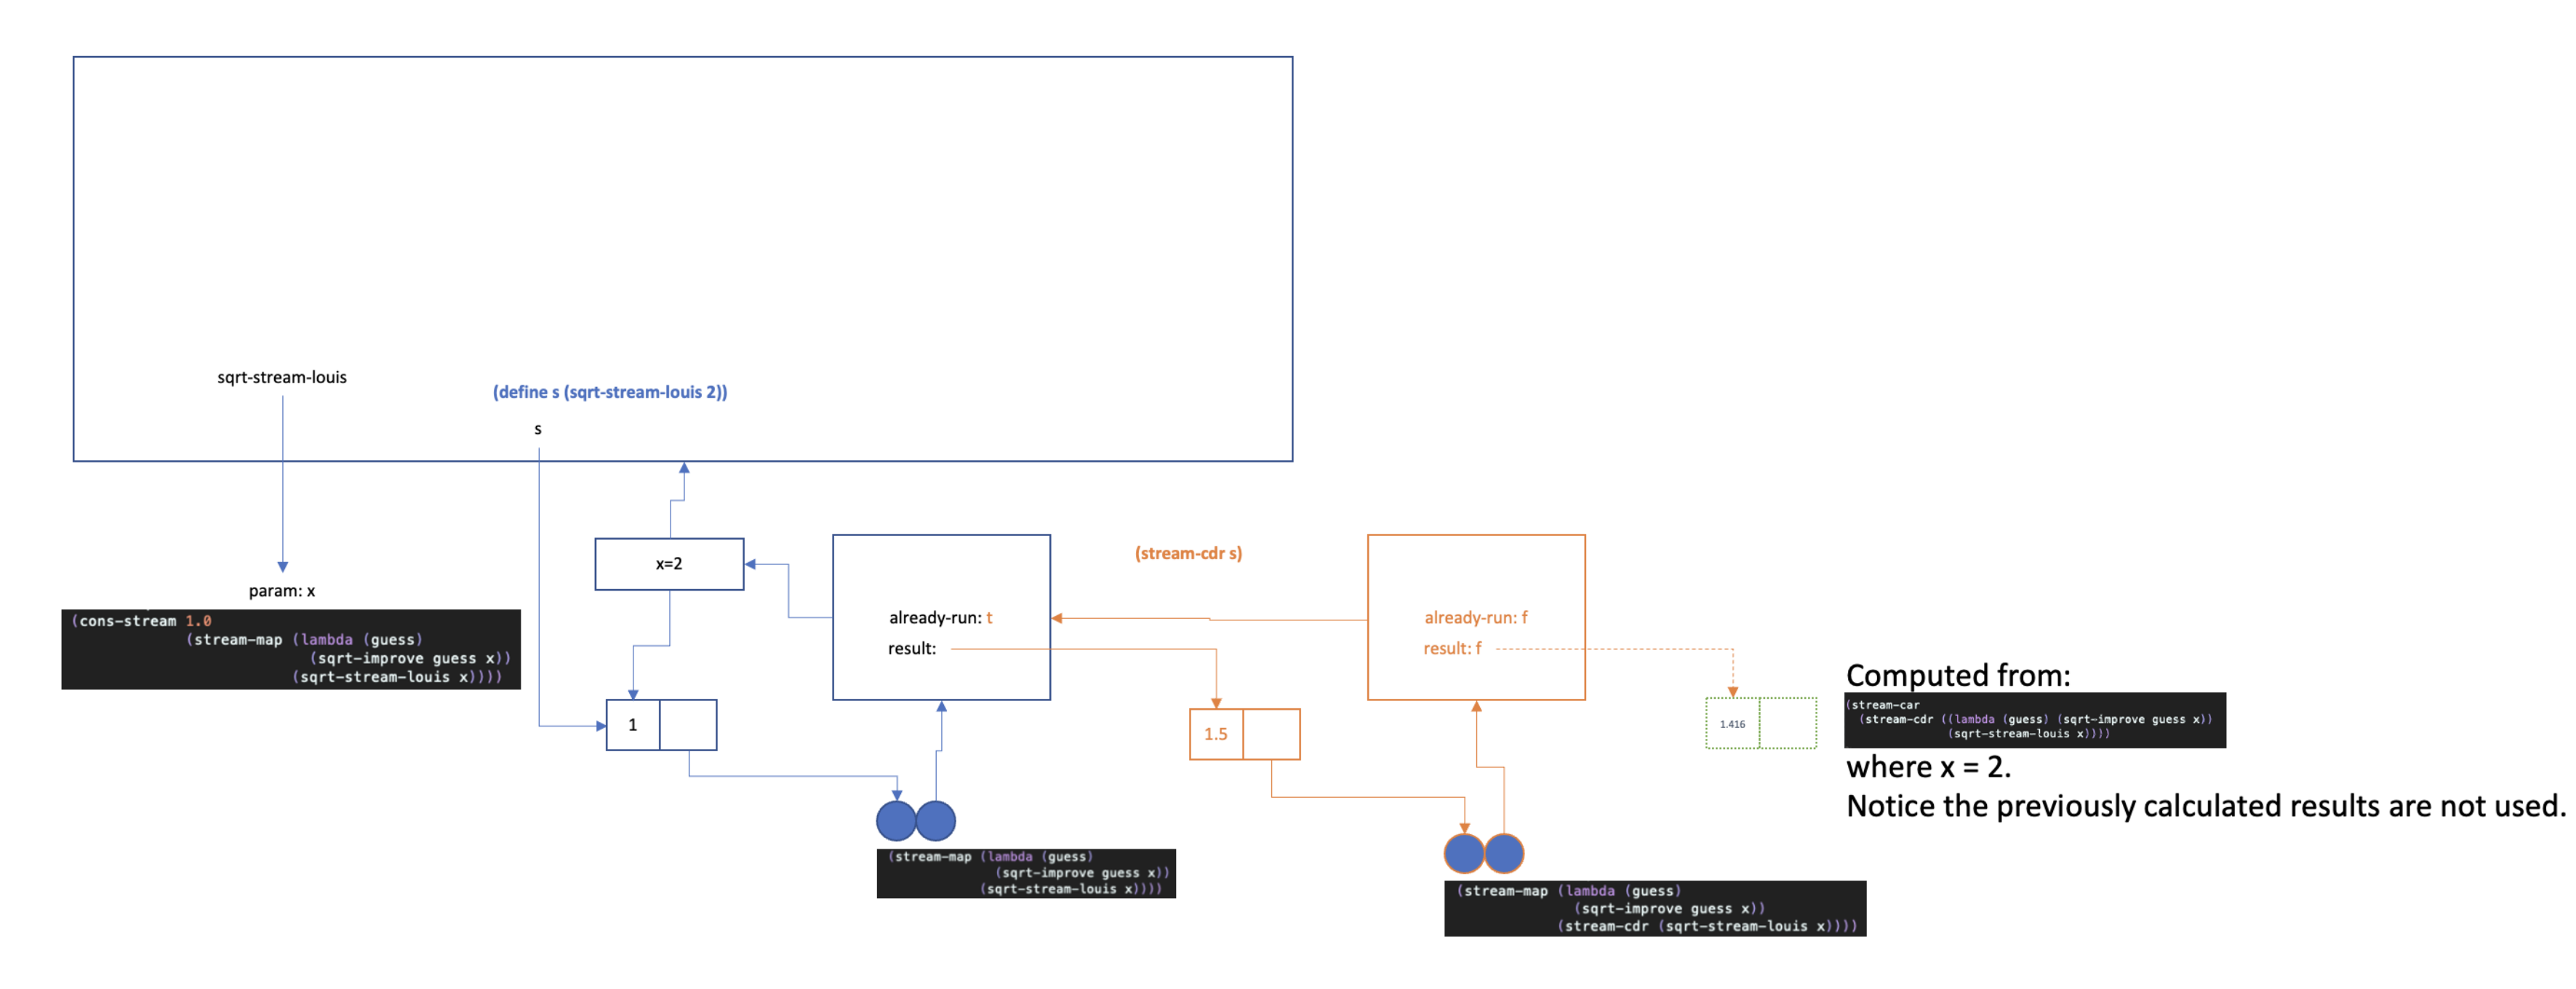 sqrt-stream-louis
(define s (sqrt-stream-louis 2))
s
param: x
(cons-stream 1.0
(stream-map (lambda (guess)
(sqrt-improve guess x))
(sqrt-stream-louis x))))
x=2
1
already-run: t
result:
(stream-map (lambda (guess)
(sqrt-improve guess x))
(sqrt-stream-louis x))))
(stream-cdr s)
1.5
already-run: f
result: f
(stream-map (lambda (guess)
(sqrt-improve guess x))
(stream-cdr (sqrt-stream-louis x))))
1.416
Computed from:
(stream-car
(stream-cdr ((lambda (guess) (sqrt-improve guess x))
(sqrt-stream-louis x))))
where x = 2.
Notice the previously calculated results are not used.